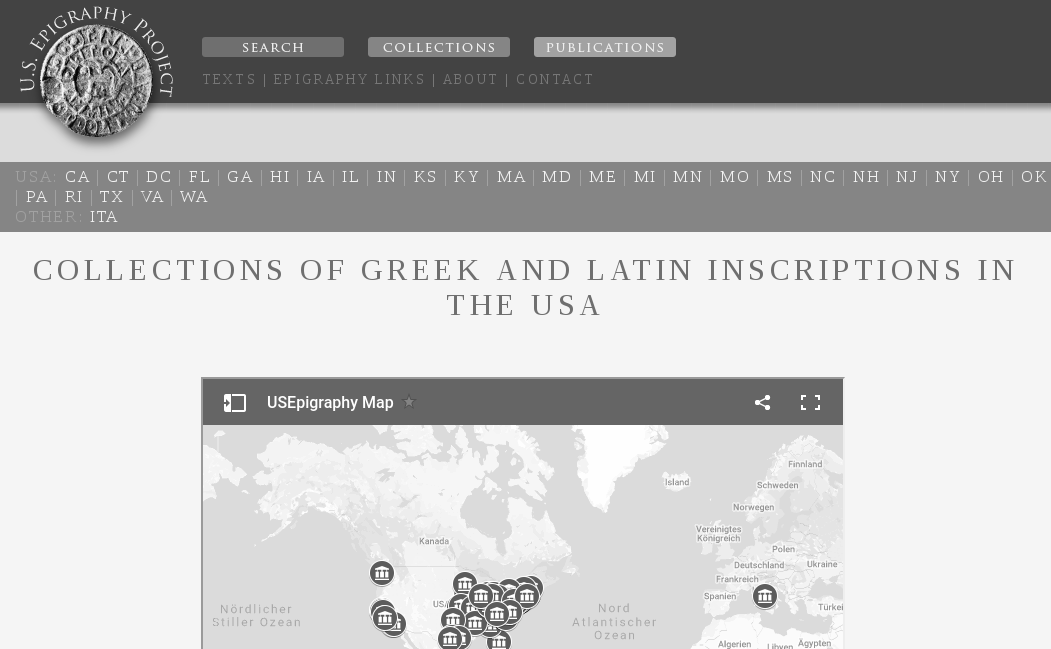 U.S. EPIGRAPHY PROJECT
SEARCH COLLECTIONS PUBLICATIONS
TEXTS | EPIGRAPHY LINKS | ABOUT | CONTACT
USA: CA | CT | DC | FL | GA | HI | IA | IL | IN | KS | KY | MA | MD | ME | MI | MN | MO | MS | NC | NH | NJ | NY | OH | OK
| PA | RI | TX | VA | WA
OTHER: ITA
COLLECTIONS OF GREEK AND LATIN INSCRIPTIONS IN
THE USA
USEpigraphy Map
Finnland
Island
Schweden
Norwegen
Vereinigtes
Königreich
Kanada
Polen
Deutschland
Ukraine
Frankreich
Spanien
Türkei
Nördlicher
Stiller Ozean
Nord
Atlantischer
Ozean
Algerien
Libyen
Ägypten